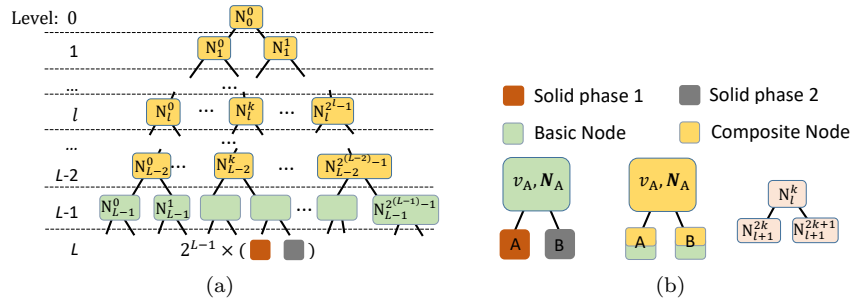 Level: 0 N_0^0
1 N_1^0 N_1^1
...
...
l N_l^0 ... N_l^k ... N_l^{2^l-1}
...
L-2 N_{L-2}^0 ... N_{L-2}^k ... N_{L-2}^{2^{(L-2)}-1}
L-1 N_{L-1}^0 N_{L-1}^1 ... N_{L-1}^{2^{(L-1)}-1}
L 2^{L-1} × ( )
(a)
Solid phase 1 Solid phase 2
Basic Node Composite Node
v_A, N_A v_A, N_A
N_l^k
A B A B N_{l+1}^{2k} N_{l+1}^{2k+1}
(b)